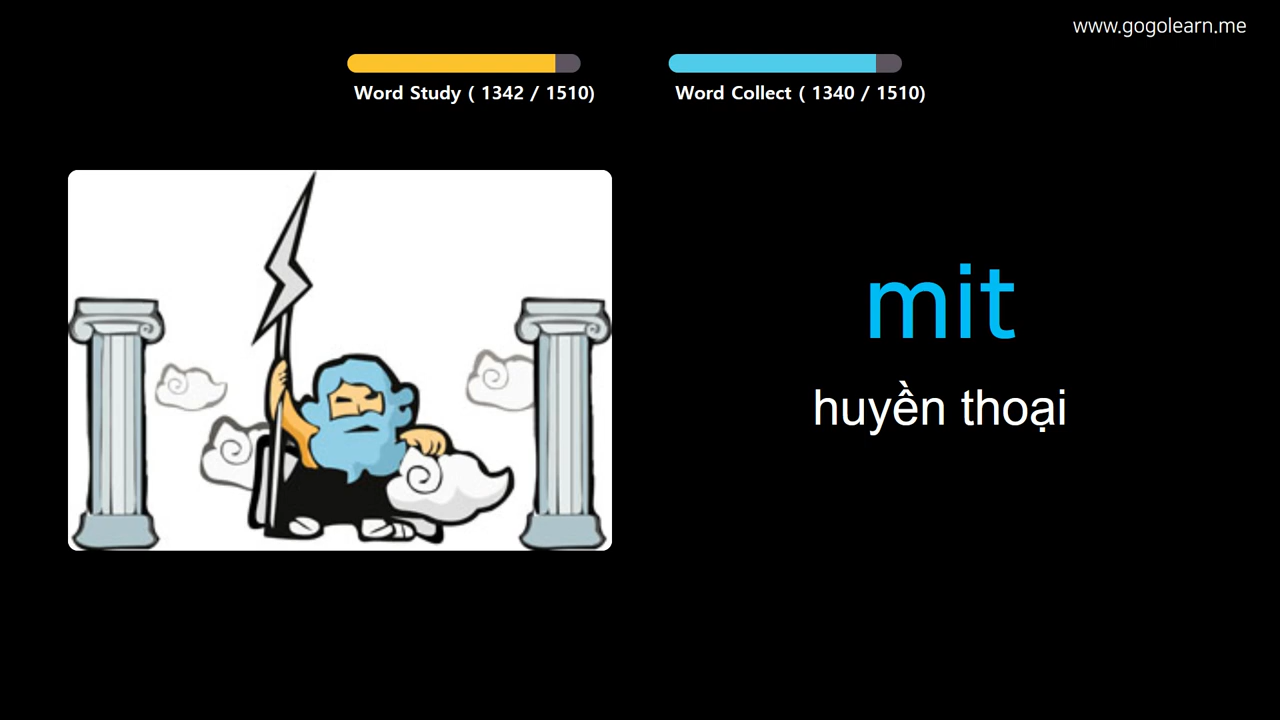 www.gogolearn.me
Word Study ( 1342 / 1510)
Word Collect ( 1340 / 1510)
mit
huyền thoại